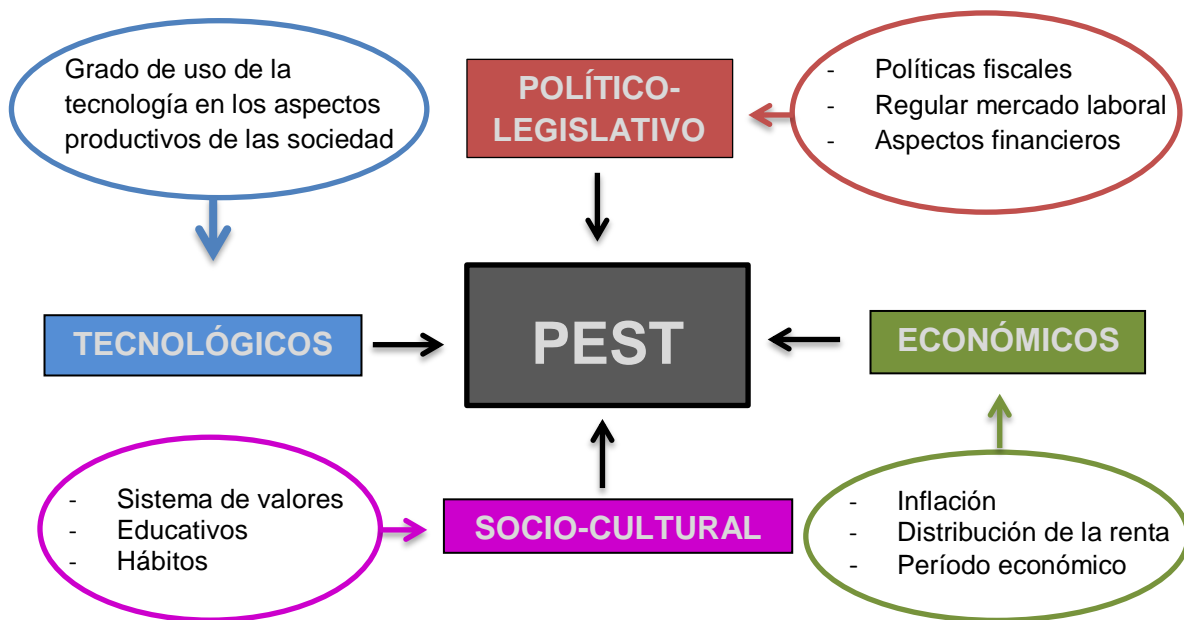 Grado de uso de la
tecnología en los aspectos
productivos de las sociedad
POLÍTICO-
LEGISLATIVO
- Políticas fiscales
- Regular mercado laboral
- Aspectos financieros
TECNOLÓGICOS
PEST
ECONÓMICOS
- Sistema de valores
- Educativos
- Hábitos
SOCIO-CULTURAL
- Inflación
- Distribución de la renta
- Período económico